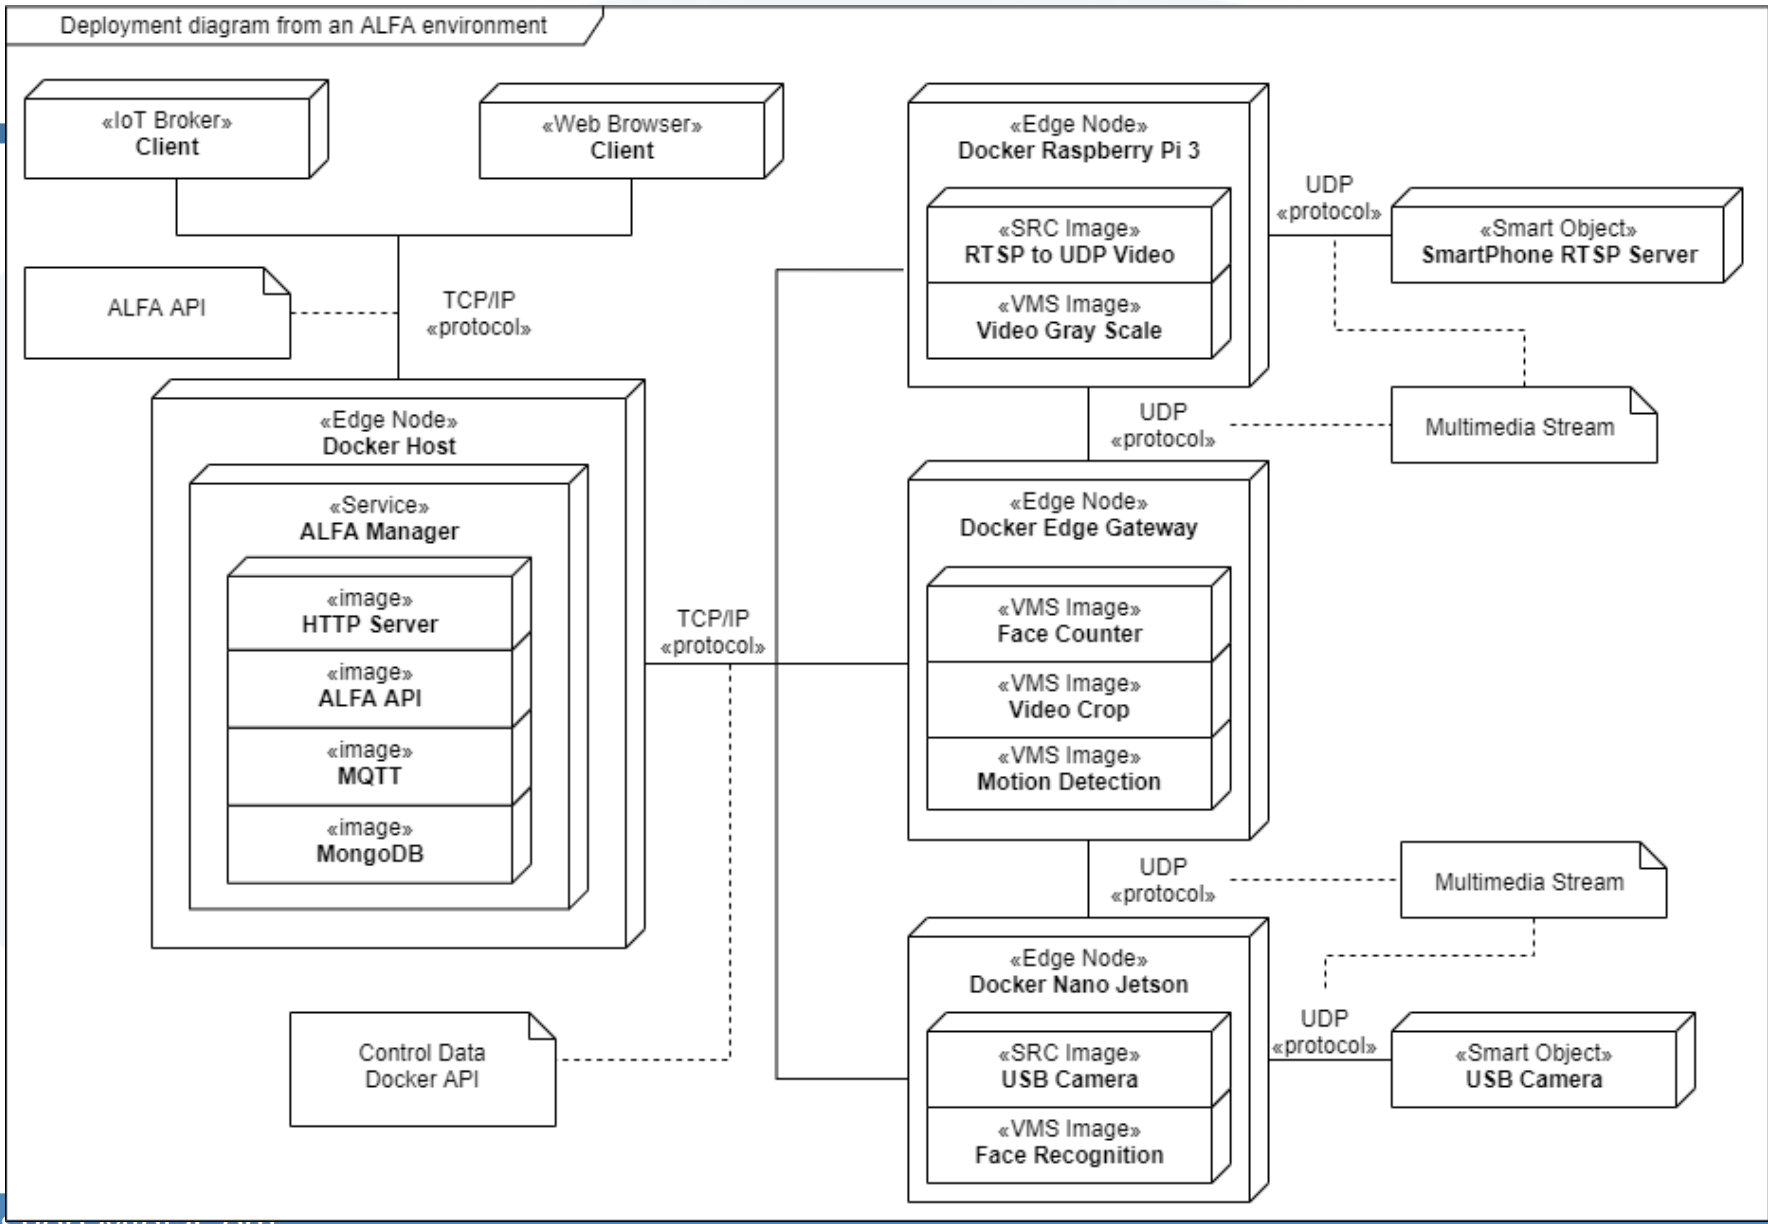 Deployment diagram from an ALFA environment
«IoT Broker»
Client
«Web Browser»
Client
ALFA API
TCP/IP
«protocol»
«Edge Node»
Docker Host
«Service»
ALFA Manager
«image»
HTTP Server
«image»
ALFA API
«image»
MQTT
«image»
MongoDB
Control Data
Docker API
TCP/IP
«protocol»
«Edge Node»
Docker Raspberry Pi 3
«SRC Image»
RTSP to UDP Video
«VMS Image»
Video Gray Scale
UDP
«protocol»
«Smart Object»
SmartPhone RTSP Server
UDP
«protocol»
Multimedia Stream
«Edge Node»
Docker Edge Gateway
«VMS Image»
Face Counter
«VMS Image»
Video Crop
«VMS Image»
Motion Detection
UDP
«protocol»
Multimedia Stream
«Edge Node»
Docker Nano Jetson
«SRC Image»
USB Camera
«VMS Image»
Face Recognition
UDP
«protocol»
«Smart Object»
USB Camera